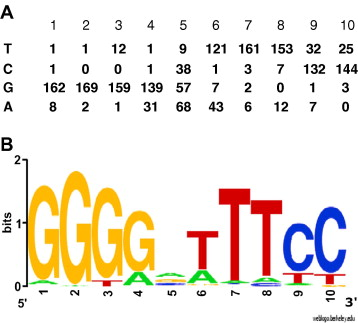 A
1 2 3 4 5 6 7 8 9 10
T 1 1 12 1 9 121 161 153 32 25
C 1 0 0 1 38 1 3 7 132 144
G 162 169 159 139 57 7 2 0 1 3
A 8 2 1 31 68 43 6 12 7 0
B
2
1
0
bits
GGGG TTTCC
A A
5' 1 2 3 4 5 6 7 8 9 10 3'
weblogo.berkeley.edu